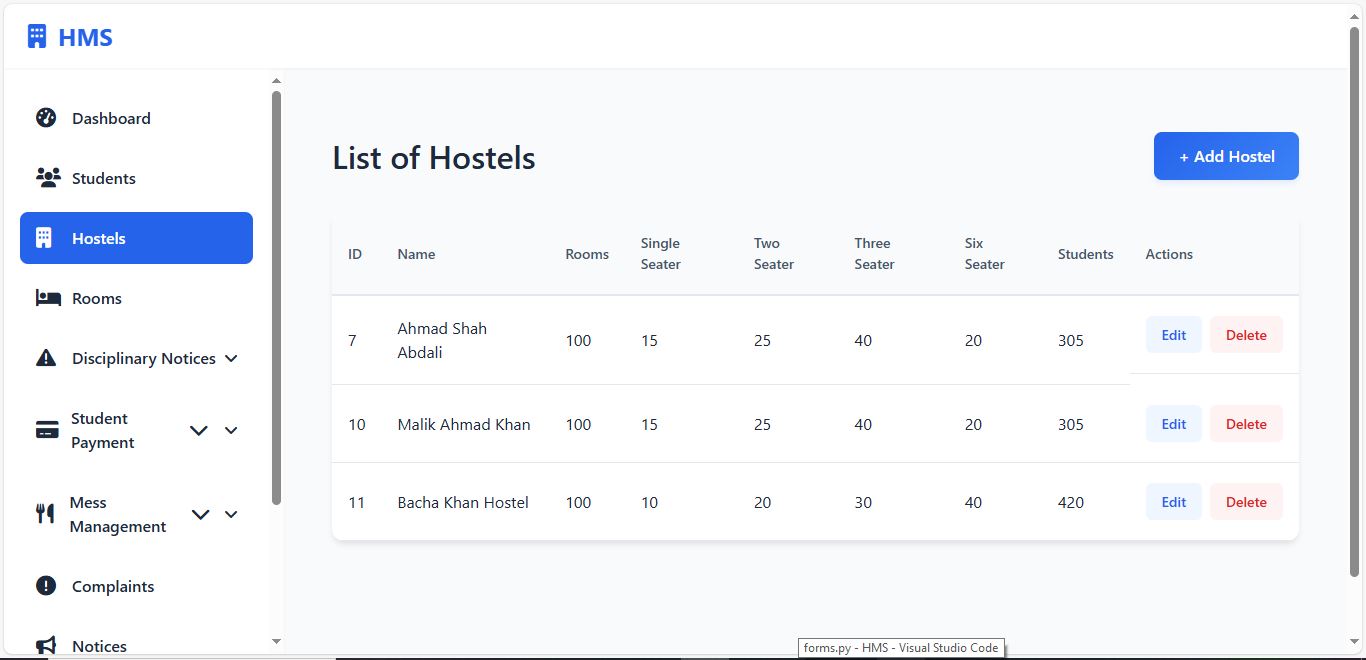 HMS
Dashboard
Students
Hostels
Rooms
Disciplinary Notices
Student
Payment
Mess
Management
Complaints
Notices
List of Hostels
+ Add Hostel
ID Name Rooms Single Seater Two Seater Three Seater Six Seater Students Actions
7 Ahmad Shah Abdali 100 15 25 40 20 305 Edit Delete
10 Malik Ahmad Khan 100 15 25 40 20 305 Edit Delete
11 Bacha Khan Hostel 100 10 20 30 40 420 Edit Delete
forms.py - HMS - Visual Studio Code